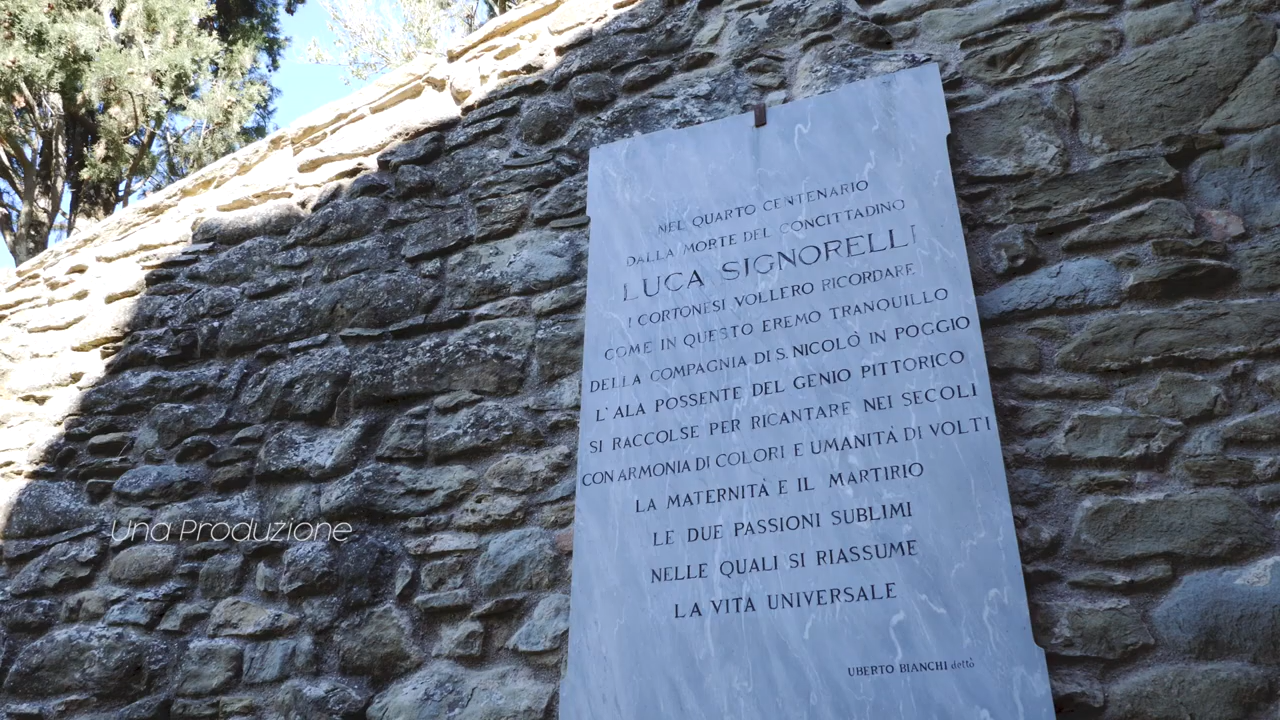 NEL QUARTO CENTENARIO
DALLA MORTE DEL CONCITTADINO
LUCA SIGNORELLI
I CORTONESI VOLLERO RICORDARE
COME IN QUESTO EREMO TRANQUILLO
DELLA COMPAGNIA DI S. NICOLÒ IN POGGIO
L'ALA POSSENTE DEL GENIO PITTORICO
SI RACCOLSE PER RICANTARE NEI SECOLI
CON ARMONIA DI COLORI E UMANITÀ DI VOLTI
LA MATERNITÀ E IL MARTIRIO
LE DUE PASSIONI SUBLIMI
NELLE QUALI SI RIASSUME
LA VITA UNIVERSALE
UBERTO BIANCHI dettò
Una Produzione